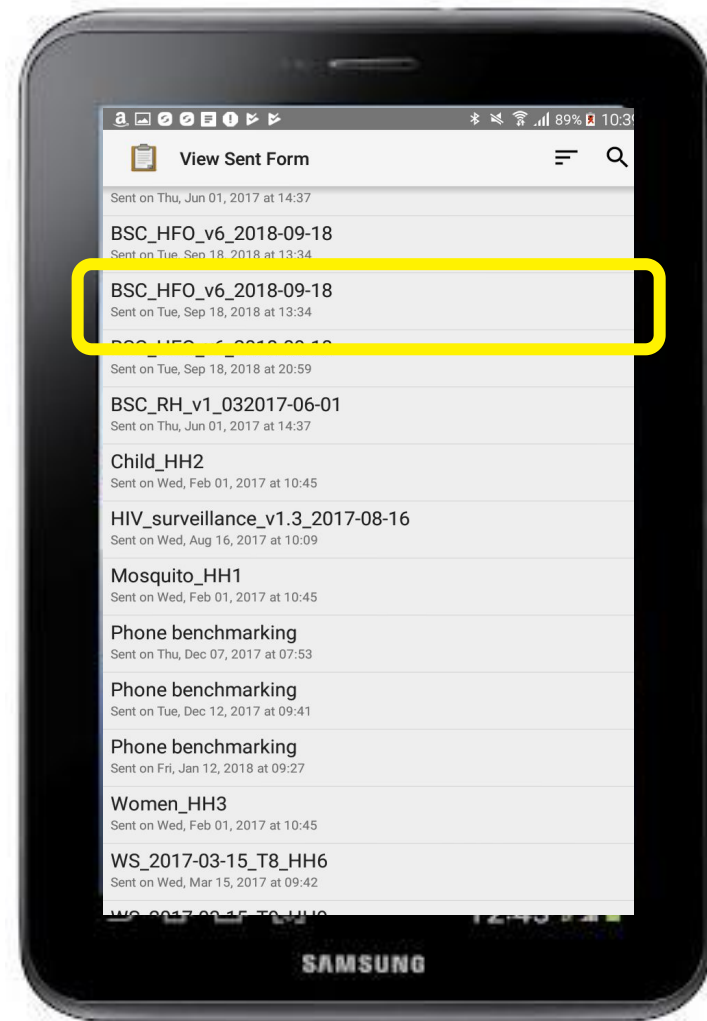 89% 10:39
View Sent Form
Sent on Thu, Jun 01, 2017 at 14:37
BSC_HFO_v6_2018-09-18
Sent on Tue, Sep 18, 2018 at 13:34
BSC_HFO_v6_2018-09-18
Sent on Tue, Sep 18, 2018 at 13:34
Sent on Tue, Sep 18, 2018 at 20:59
BSC_RH_v1_032017-06-01
Sent on Thu, Jun 01, 2017 at 14:37
Child_HH2
Sent on Wed, Feb 01, 2017 at 10:45
HIV_surveillance_v1.3_2017-08-16
Sent on Wed, Aug 16, 2017 at 10:09
Mosquito_HH1
Sent on Wed, Feb 01, 2017 at 10:45
Phone benchmarking
Sent on Thu, Dec 07, 2017 at 07:53
Phone benchmarking
Sent on Tue, Dec 12, 2017 at 09:41
Phone benchmarking
Sent on Fri, Jan 12, 2018 at 09:27
Women_HH3
Sent on Wed, Feb 01, 2017 at 10:45
WS_2017-03-15_T8_HH6
Sent on Wed, Mar 15, 2017 at 09:42
SAMSUNG